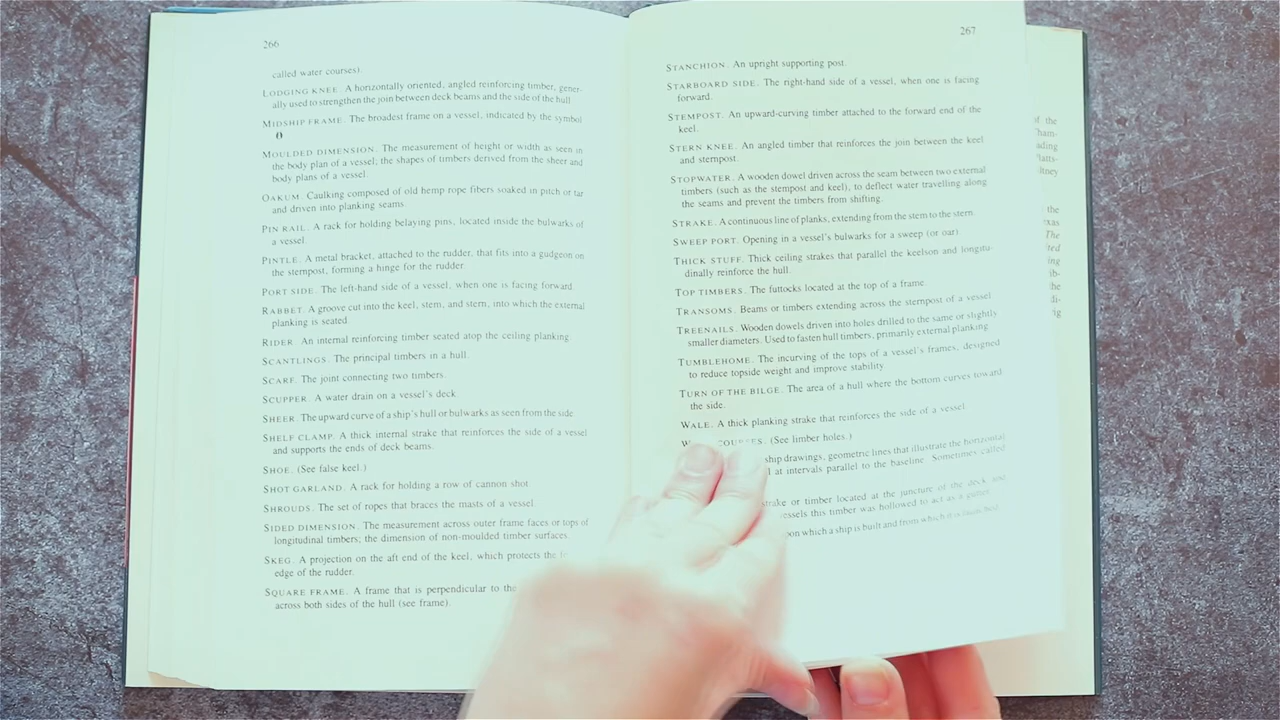 266
called water courses)
LODGING KNEE. A horizontally oriented, angled reinforcing timber, gener-
ally used to strengthen the join between deck beams and the side of the hull
MIDSHIP FRAME. The broadest frame on a vessel, indicated by the symbol
MOULDED DIMENSION. The measurement of height or width as seen in
the body plan of a vessel; the shapes of timbers derived from the sheer and
body plans of a vessel.
OAKUM. Caulking composed of old hemp rope fibers soaked in pitch or tar
and driven into planking seams.
PIN RAIL. A rack for holding belaying pins, located inside the bulwarks of
a vessel.
PINTLE. A metal bracket, attached to the rudder, that fits into a gudgeon on
the sternpost, forming a hinge for the rudder.
PORT SIDE. The left-hand side of a vessel, when one is facing forward.
RABBET. A groove cut into the keel, stem, and stern, into which the external
planking is seated.
RIDER. An internal reinforcing timber seated atop the ceiling planking.
SCANTLINGS. The principal timbers in a hull.
SCARF. The joint connecting two timbers.
SCUPPER. A water drain on a vessel's deck.
SHEER. The upward curve of a ship's hull or bulwarks as seen from the side.
SHELF CLAMP. A thick internal strake that reinforces the side of a vessel
and supports the ends of deck beams.
SHOE. (See false keel.)
SHOT GARLAND. A rack for holding a row of cannon shot.
SHROUDS. The set of ropes that braces the masts of a vessel.
SIDED DIMENSION. The measurement across outer frame faces or tops of
longitudinal timbers; the dimension of non-moulded timber surfaces.
SKEG. A projection on the aft end of the keel, which protects the
edge of the rudder.
SQUARE FRAME. A frame that is perpendicular to the
across both sides of the hull (see frame).
267
STANCHION. An upright supporting post.
STARBOARD SIDE. The right-hand side of a vessel, when one is facing
forward.
STEMPOST. An upward-curving timber attached to the forward end of the
keel.
STERN KNEE. An angled timber that reinforces the join between the keel
and sternpost.
STOPWATER. A wooden dowel driven across the seam between two external
timbers (such as the stempost and keel), to deflect water travelling along
the seams and prevent the timbers from shifting.
STRAKE. A continuous line of planks, extending from the stem to the stern.
SWEEP PORT. Opening in a vessel's bulwarks for a sweep (or oar)
THICK STUFF. Thick ceiling strakes that parallel the keelson and longitu-
dinally reinforce the hull.
TOP TIMBERS. The futtocks located at the top of a frame.
TRANSOMS. Beams or timbers extending across the sternpost of a vessel
TREENAILS. Wooden dowels driven into holes drilled to the same or slightly
smaller diameters. Used to fasten hull timbers, primarily external planking.
TUMBLEHOME. The incurving of the tops of a vessel's frames, designed
to reduce topside weight and improve stability.
TURN OF THE BILGE. The area of a hull where the bottom curves toward
the side.
WALE. A thick planking strake that reinforces the side of a vessel.
COURSES. (See limber holes.)
ship drawings, geometric lines that illustrate the horizontal
at intervals parallel to the baseline. Sometimes called
strake or timber located at the juncture of the deck and
vessels this timber was hollowed to act as a gutter.
upon which a ship is built and from which it is launched.
of the
the
The